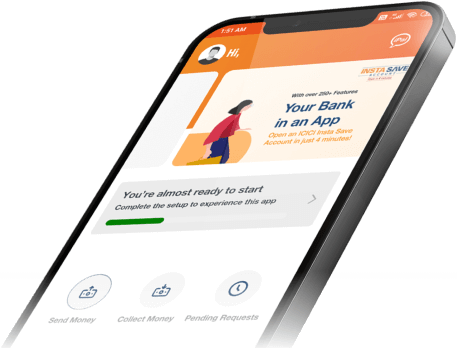 1:51 AM
Hi,
INSTA SAVE
ACCOUNT
With over 250+ Features
Your Bank
in an App
Open an ICICI Insta Save
Account in just 4 minutes!
You're almost ready to start
Complete the setup to experience this app
Send Money
Collect Money
Pending Requests